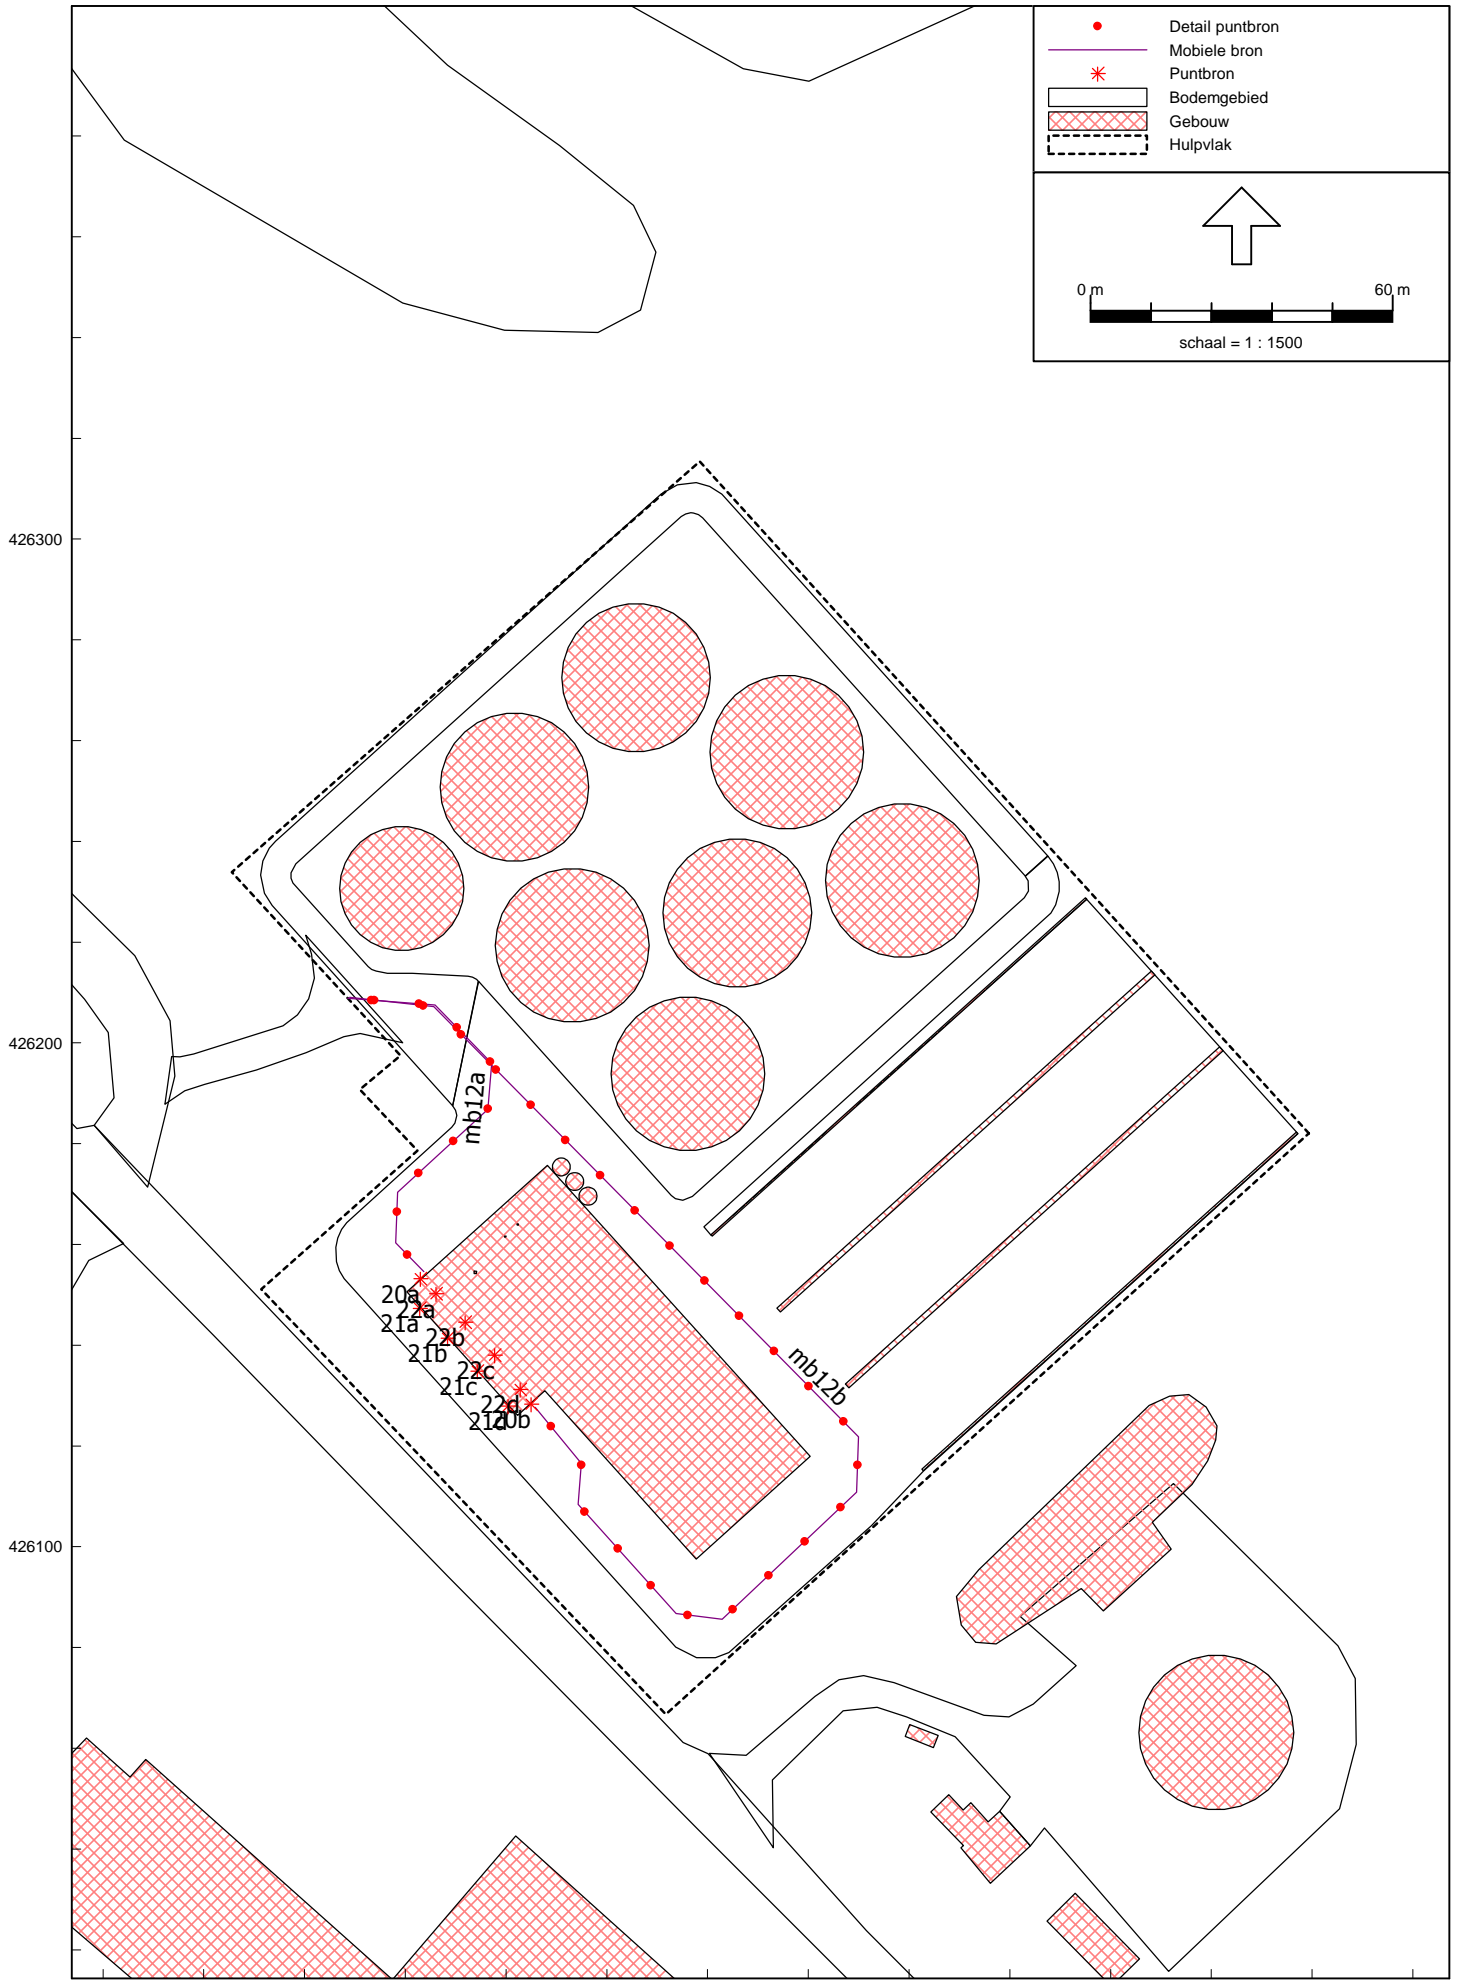 Detail puntbron
Mobiele bron
Puntbron
Bodemgebied
Gebouw
Hulpvlak
0 m 60 m
schaal = 1 : 1500
426300
426200
mb12a
20a
22a
21a
22b
21b
22c
21c
22d
21d
20b
mb12b
426100